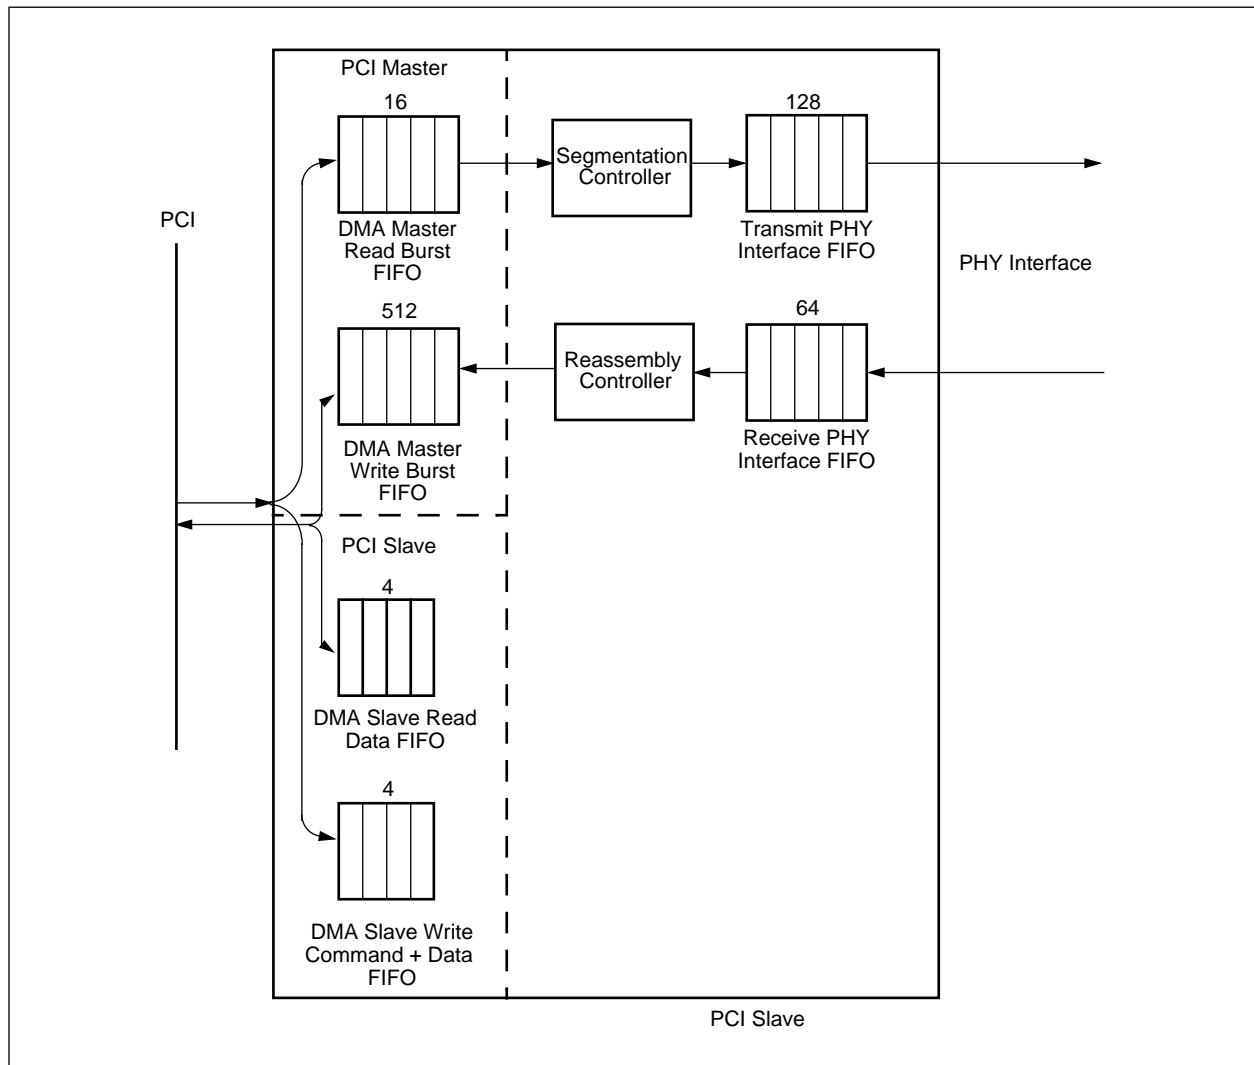 PCI Master
16
128
Segmentation
Controller
DMA Master
Read Burst
FIFO
Transmit PHY
Interface FIFO
PCI
PHY Interface
512
64
Reassembly
Controller
DMA Master
Write Burst
FIFO
Receive PHY
Interface FIFO
PCI Slave
4
DMA Slave Read
Data FIFO
4
DMA Slave Write
Command + Data
FIFO
PCI Slave